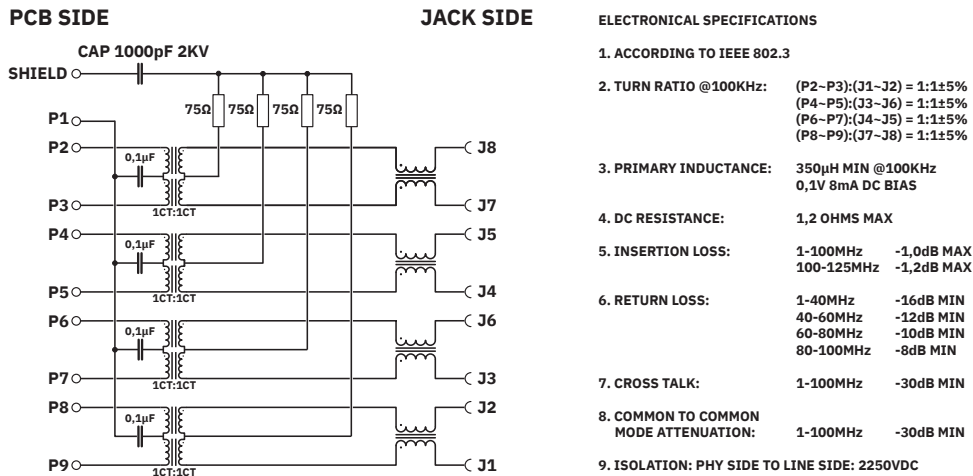 PCB SIDE
JACK SIDE
CAP 1000pF 2KV
SHIELD
75Ω 75Ω 75Ω 75Ω
P1
P2
0,1µF
J8
P3
1CT:1CT
J7
P4
0,1µF
J5
P5
1CT:1CT
J4
P6
0,1µF
J6
P7
1CT:1CT
J3
P8
0,1µF
J2
P9
1CT:1CT
J1
ELECTRONICAL SPECIFICATIONS
1. ACCORDING TO IEEE 802.3
2. TURN RATIO @100KHz: (P2~P3):(J1~J2) = 1:1±5%
(P4~P5):(J3~J6) = 1:1±5%
(P6~P7):(J4~J5) = 1:1±5%
(P8~P9):(J7~J8) = 1:1±5%
3. PRIMARY INDUCTANCE: 350µH MIN @100KHz
0,1V 8mA DC BIAS
4. DC RESISTANCE: 1,2 OHMS MAX
5. INSERTION LOSS: 1-100MHz -1,0dB MAX
100-125MHz -1,2dB MAX
6. RETURN LOSS: 1-40MHz -16dB MIN
40-60MHz -12dB MIN
60-80MHz -10dB MIN
80-100MHz -8dB MIN
7. CROSS TALK: 1-100MHz -30dB MIN
8. COMMON TO COMMON
MODE ATTENUATION: 1-100MHz -30dB MIN
9. ISOLATION: PHY SIDE TO LINE SIDE: 2250VDC